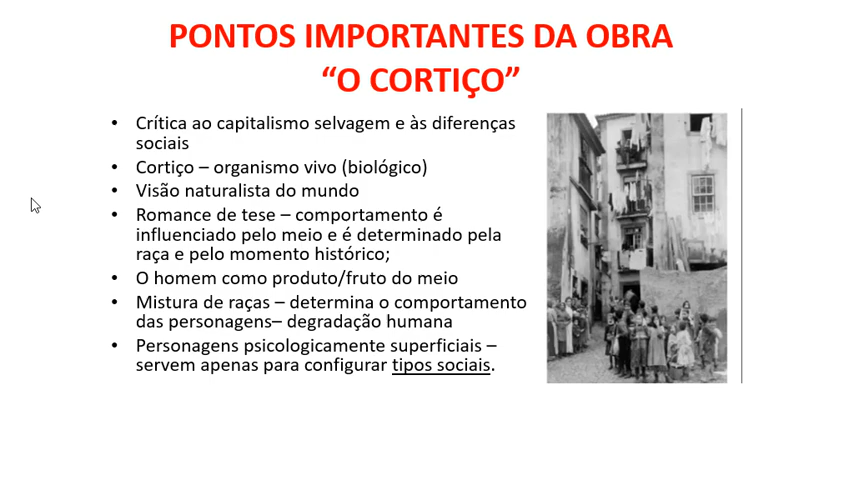 PONTOS IMPORTANTES DA OBRA
“O CORTIÇO”
• Crítica ao capitalismo selvagem e às diferenças
sociais
• Cortiço – organismo vivo (biológico)
• Visão naturalista do mundo
• Romance de tese – comportamento é
influenciado pelo meio e é determinado pela
raça e pelo momento histórico;
• O homem como produto/fruto do meio
• Mistura de raças – determina o comportamento
das personagens– degradação humana
• Personagens psicologicamente superficiais –
servem apenas para configurar tipos sociais.